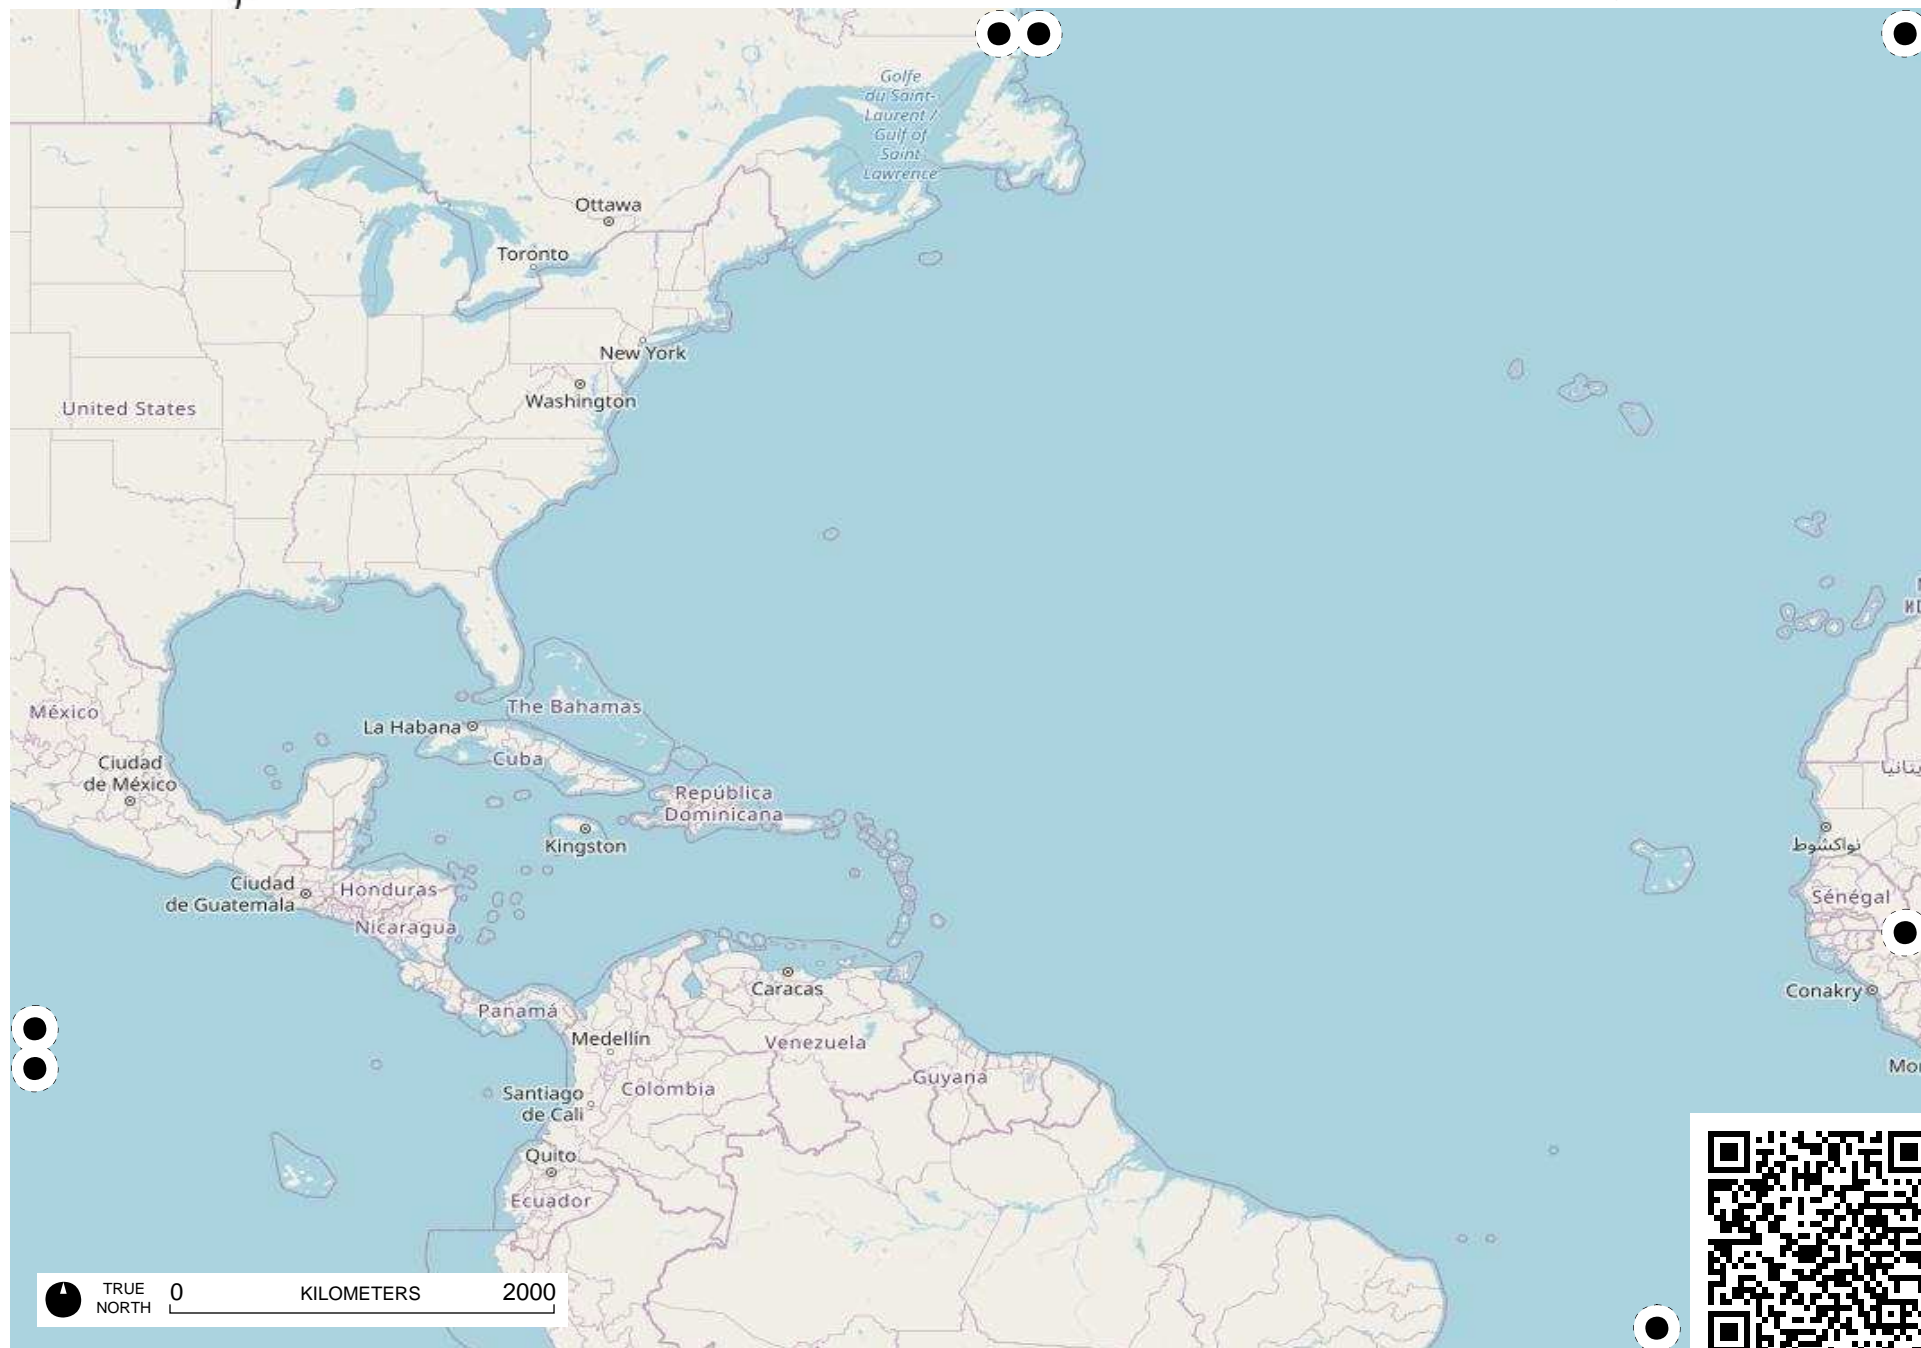 Golfe
du Saint-
Laurent /
Gulf of
Saint
Lawrence
Ottawa
Toronto
New York
Washington
United States
México
The Bahamas
La Habana
Cuba
Ciudad
de México
República
Dominicana
Kingston
نواكشوط
Ciudad
de Guatemala
Honduras
Sénégal
Nicaragua
Caracas
Conakry
Panamá
Medellín
Venezuela
Guyana
Colombia
Santiago
de Cali
Quito
Ecuador
TRUE
NORTH
0
KILOMETERS
2000